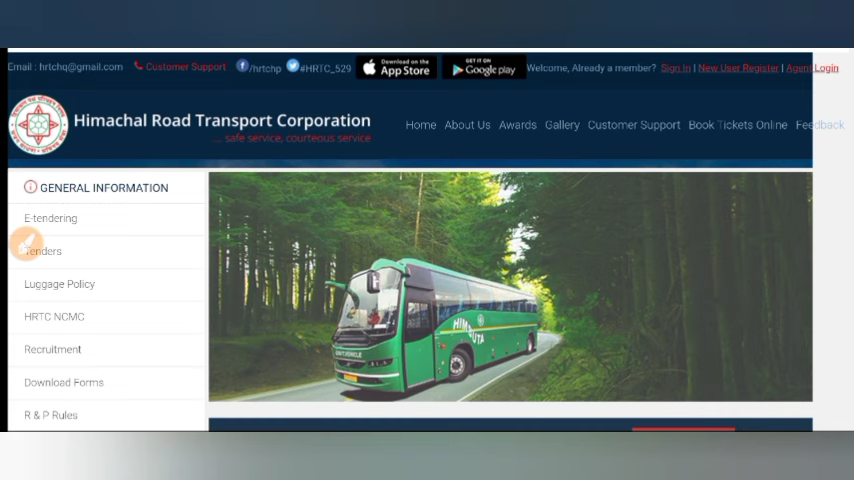 Email : hrtchq@gmail.com Customer Support /hrtchp #HRTC_529 Download on the App Store GET IT ON Google play Welcome, Already a member? Sign In | New User Register | Agent Login
Himachal Road Transport Corporation
.... safe service, courteous service
Home About Us Awards Gallery Customer Support Book Tickets Online Feedback
GENERAL INFORMATION
E-tendering
Tenders
Luggage Policy
HRTC NCMC
Recruitment
Download Forms
R & P Rules
HIMSUTA